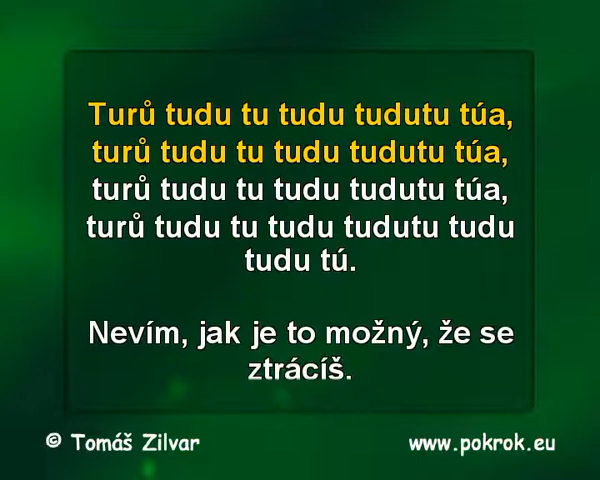 Turů tudu tu tudu tudutu túa,
turů tudu tu tudu tudutu túa,
turů tudu tu tudu tudutu túa,
turů tudu tu tudu tudutu tudu
tudu tú.
Nevím, jak je to možný, že se
ztrácíš.
© Tomáš Zilvar
www.pokrok.eu